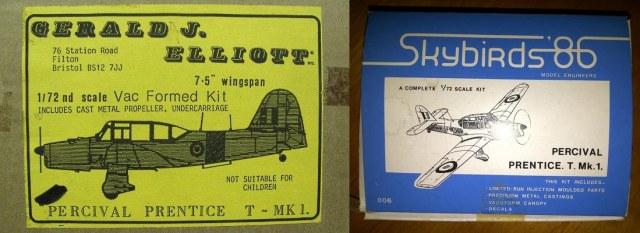 GERALD J.
ELLIOTT
76 Station Road
Filton
Bristol BS12 7JJ
7·5" wingspan
1/72nd scale Vac Formed Kit
INCLUDES CAST METAL PROPELLER, UNDERCARRIAGE
NOT SUITABLE FOR
CHILDREN
PERCIVAL PRENTICE T-MK1.
Skybirds '86
MODEL ENGINEERS
A COMPLETE 1/72 SCALE KIT
PERCIVAL
PRENTICE. T. Mk.1.
THIS KIT INCLUDES:
- LIMITED-RUN INJECTION MOULDED PARTS
- PRECISION METAL CASTINGS
- VACUFORM CANOPY
- DECALS
006